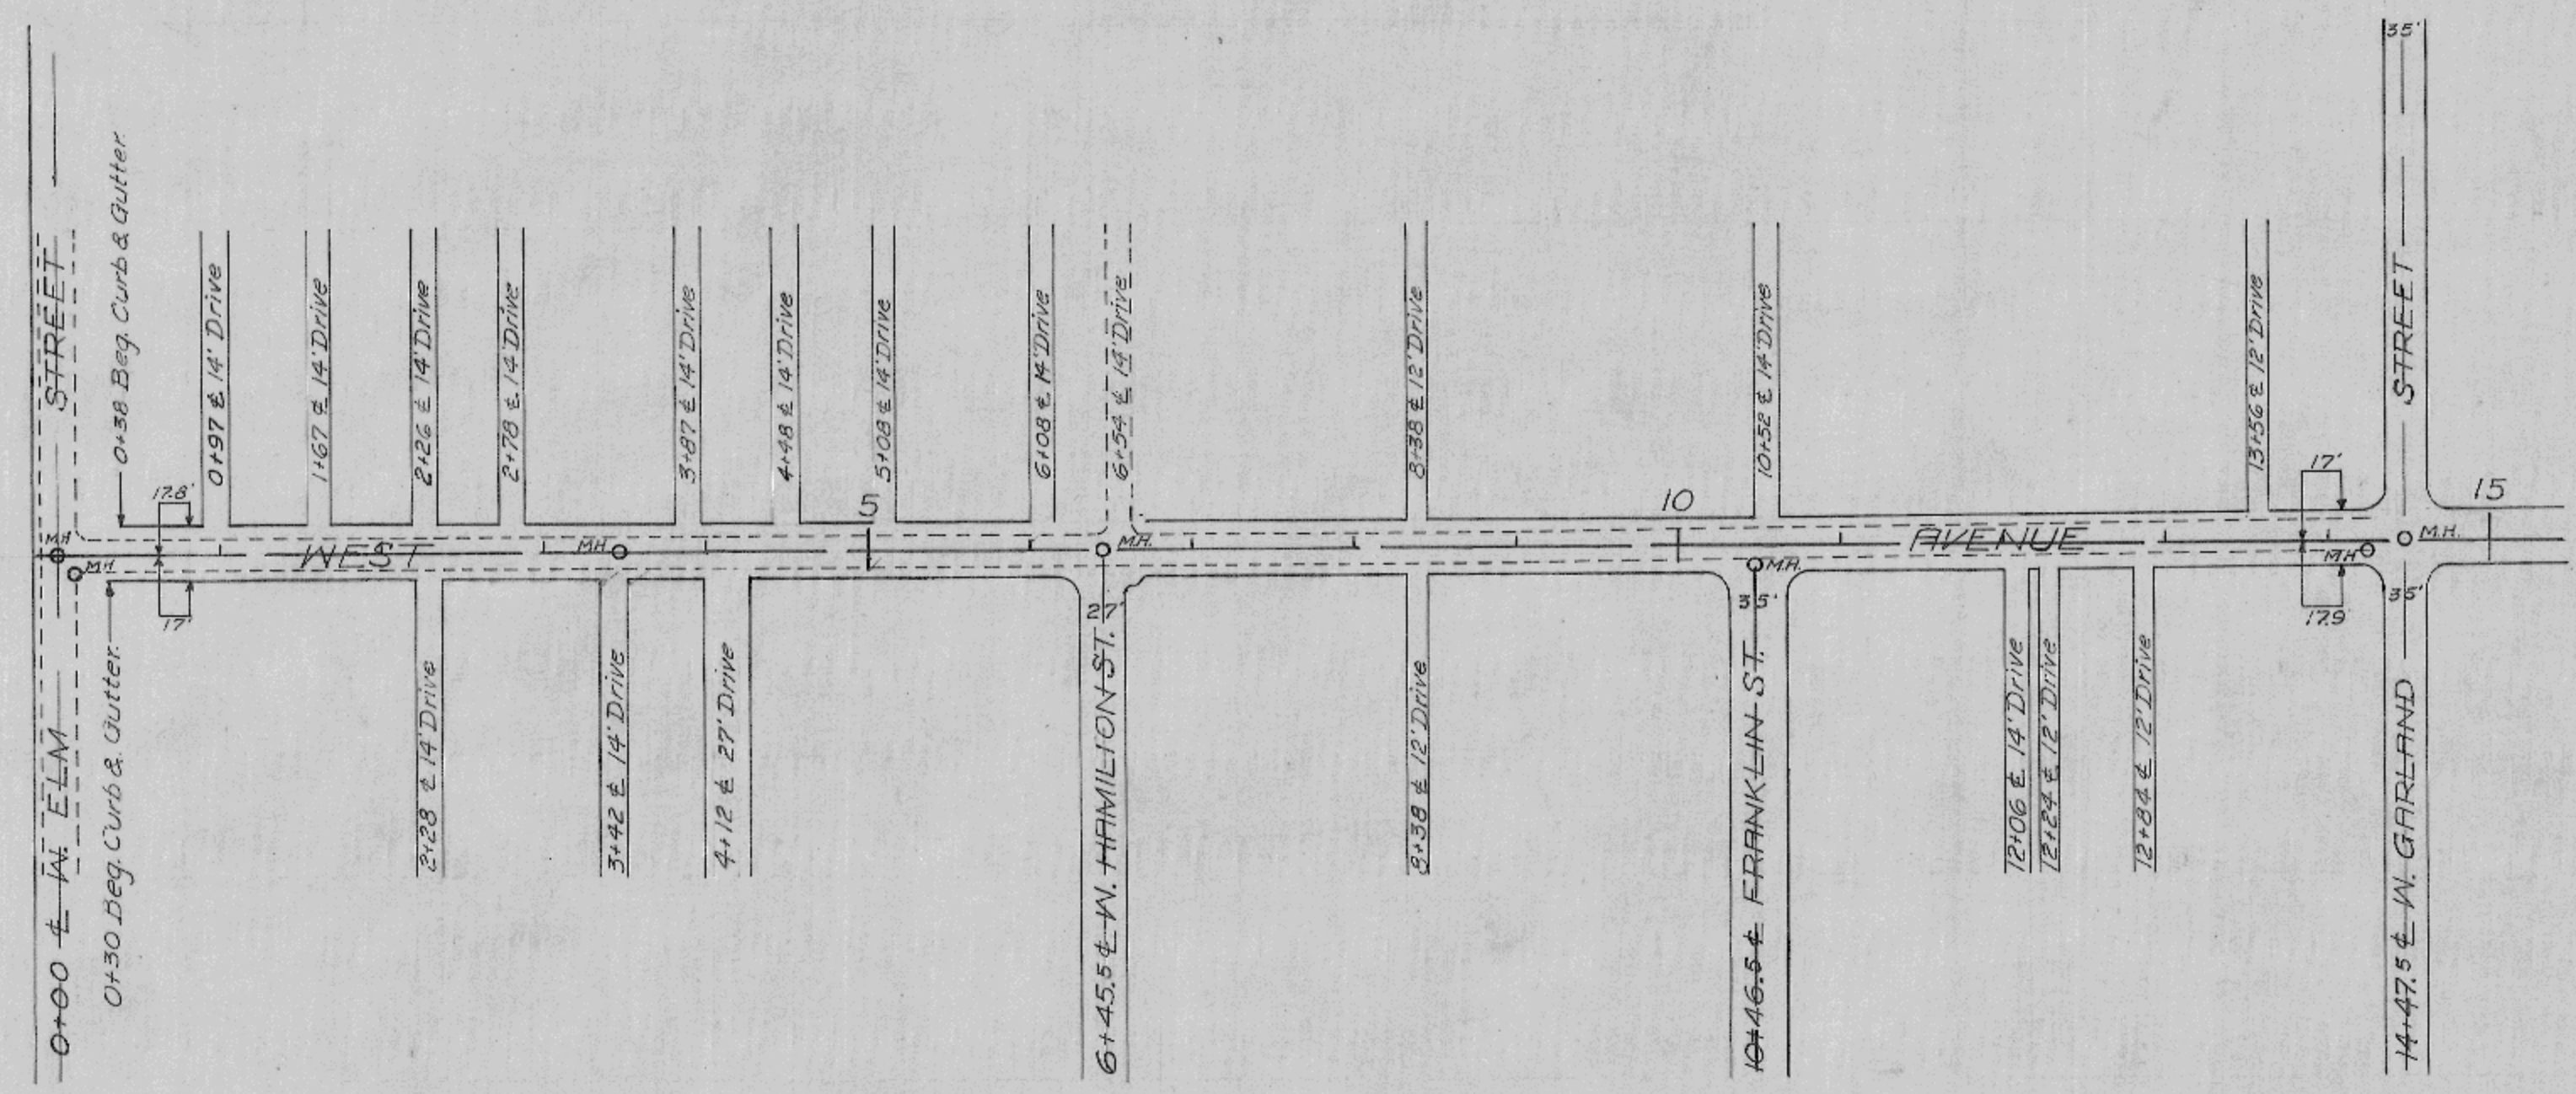 35'
STREET
0+38 Beg. Curb & Gutter.
0+97 ℄ 14' Drive
1+67 ℄ 14' Drive
2+26 ℄ 14' Drive
2+78 ℄ 14' Drive
3+87 ℄ 14' Drive
4+48 ℄ 14' Drive
5+08 ℄ 14' Drive
6+08 ℄ 14' Drive
6+54 ℄ 14' Drive
8+38 ℄ 12' Drive
10+52 ℄ 14' Drive
13+56 ℄ 12' Drive
STREET
17.8'
5
10
17'
15
M.H.
WEST
M.H.
M.H.
AVENUE
M.H.
M.H.
M.H.
M.H.
17'
27'
35'
17.9'
35'
0+00 ℄ W. ELM
0+30 Beg. Curb & Gutter.
2+28 ℄ 14' Drive
3+42 ℄ 14' Drive
4+12 ℄ 27' Drive
6+45.5 ℄ W. HAMILION ST.
8+38 ℄ 12' Drive
10+46.5 ℄ FRANKLIN ST.
12+06 ℄ 14' Drive
12+24 ℄ 12' Drive
12+84 ℄ 12' Drive
14+47.5 ℄ W. GARLAND